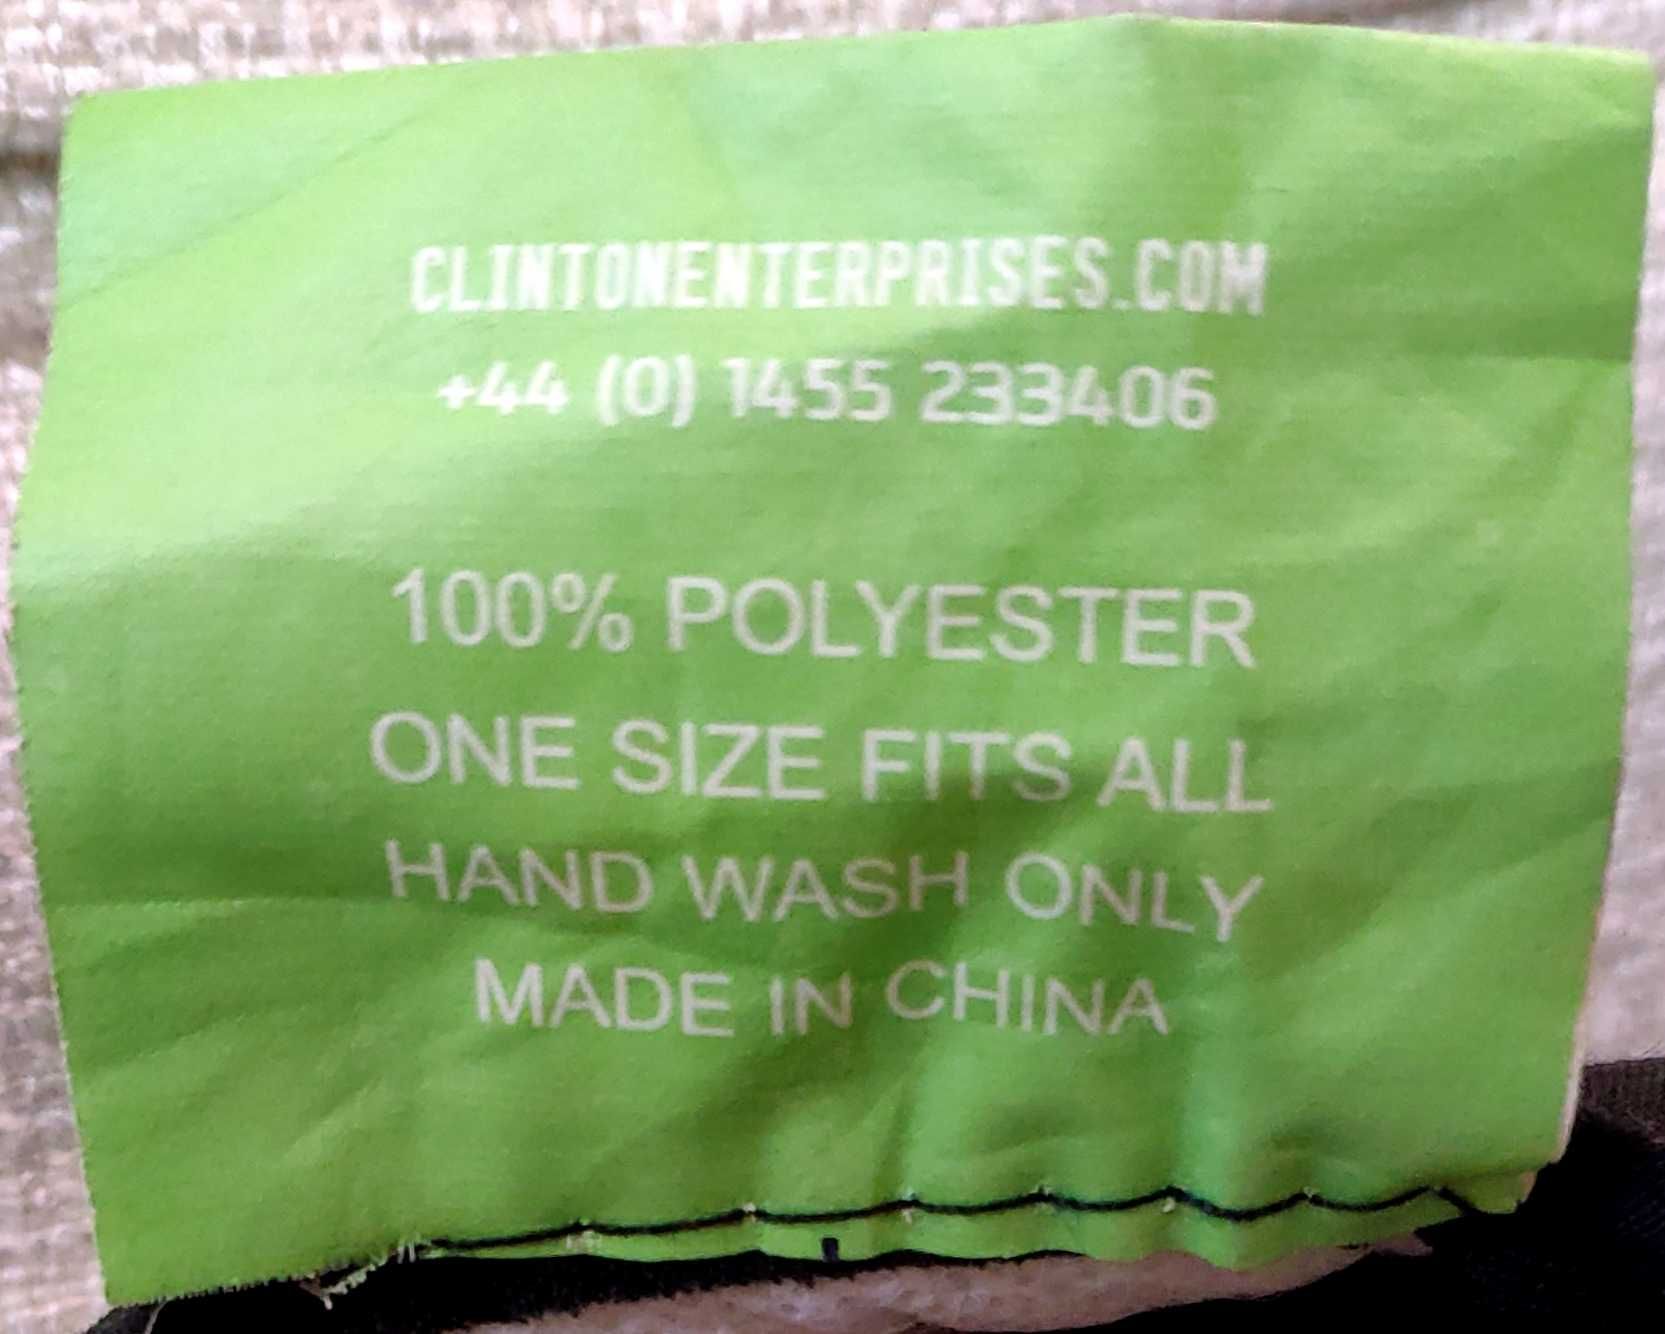 CLINTONENTERPRISES.COM
+44 (0) 1455 233406
100% POLYESTER
ONE SIZE FITS ALL
HAND WASH ONLY
MADE IN CHINA